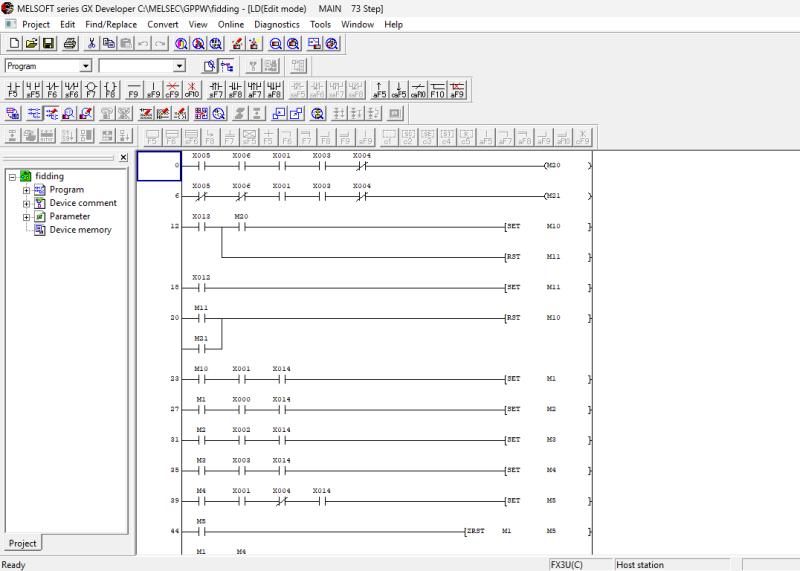 MELSOFT series GX Developer C:\MELSEC\GPPW\fidding - [LD(Edit mode) MAIN 73 Step]
Project Edit Find/Replace Convert View Online Diagnostics Tools Window Help
Program
F5 sF5 F6 sF6 F7 F8 F9 sF9 cF9 cF10 sF7 sF8 aF7 aF8 saF5 saF6 saF7 saF8 aF5 caF5 caF10 F10 aF9
fidding
Program
Device comment
Parameter
Device memory
Project
X005 X006 X001 X003 X004
0 (M20 )
X005 X006 X001 X003 X004
6 (M21 )
X013 M20
12 [SET M10 ]
[RST M11 ]
X012
18 [SET M11 ]
M11
20 [RST M10 ]
M21
M10 X001 X014
23 [SET M1 ]
M1 X000 X014
27 [SET M2 ]
M2 X002 X014
31 [SET M3 ]
M3 X003 X014
35 [SET M4 ]
M4 X001 X004 X014
39 [SET M5 ]
M5
44 [ZRST M1 M5 ]
M1 M4
Ready FX3U(C) Host station